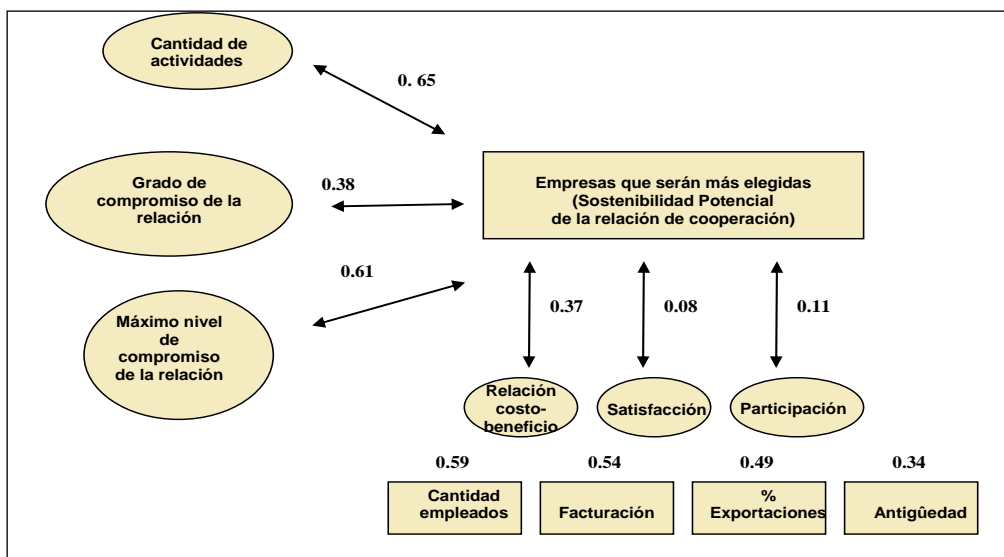 Cantidad de
actividades
0. 65
Grado de
compromiso de la
relación
0.38
Empresas que serán más elegidas
(Sostenibilidad Potencial
de la relación de cooperación)
0.61
Máximo nivel
de
compromiso
de la relación
0.37
0.08
0.11
Relación
costo-
beneficio
Satisfacción
Participación
0.59
0.54
0.49
0.34
Cantidad
empleados
Facturación
%
Exportaciones
Antigûedad